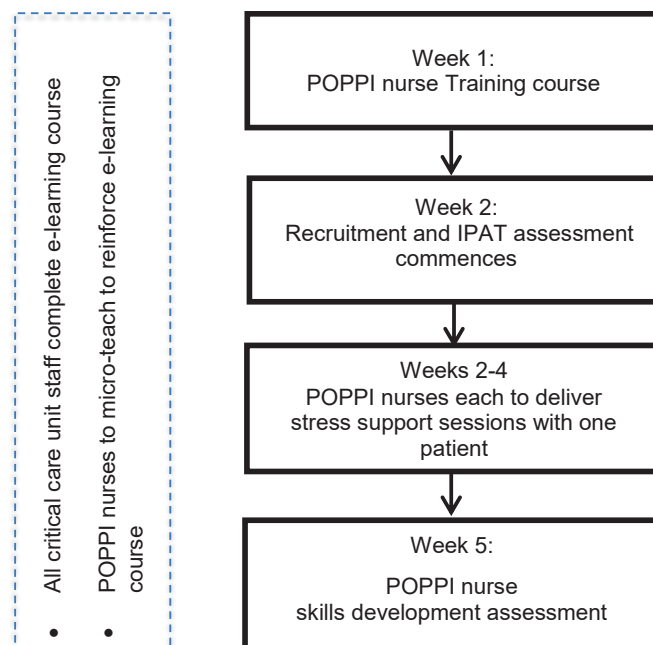 • All critical care unit staff complete e-learning course
• POPPI nurses to micro-teach to reinforce e-learning
course
Week 1:
POPPI nurse Training course
Week 2:
Recruitment and IPAT assessment
commences
Weeks 2-4
POPPI nurses each to deliver
stress support sessions with one
patient
Week 5:
POPPI nurse
skills development assessment